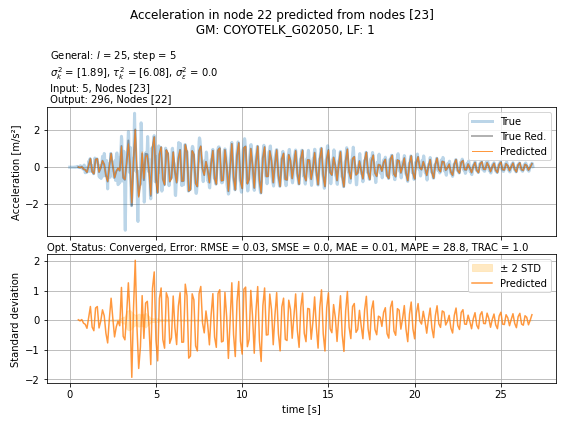 Acceleration in node 22 predicted from nodes [23]
GM: COYOTELK_G02050, LF: 1
General: l = 25, step = 5
σ²ₖ = [1.89], τ²ₖ = [6.08], σ²ε = 0.0
Input: 5, Nodes [23]
Output: 296, Nodes [22]
Acceleration [m/s²]
2
0
−2
True
True Red.
Predicted
Opt. Status: Converged, Error: RMSE = 0.03, SMSE = 0.0, MAE = 0.01, MAPE = 28.8, TRAC = 1.0
Standard deviation
2
1
0
−1
−2
± 2 STD
Predicted
0 5 10 15 20 25
time [s]